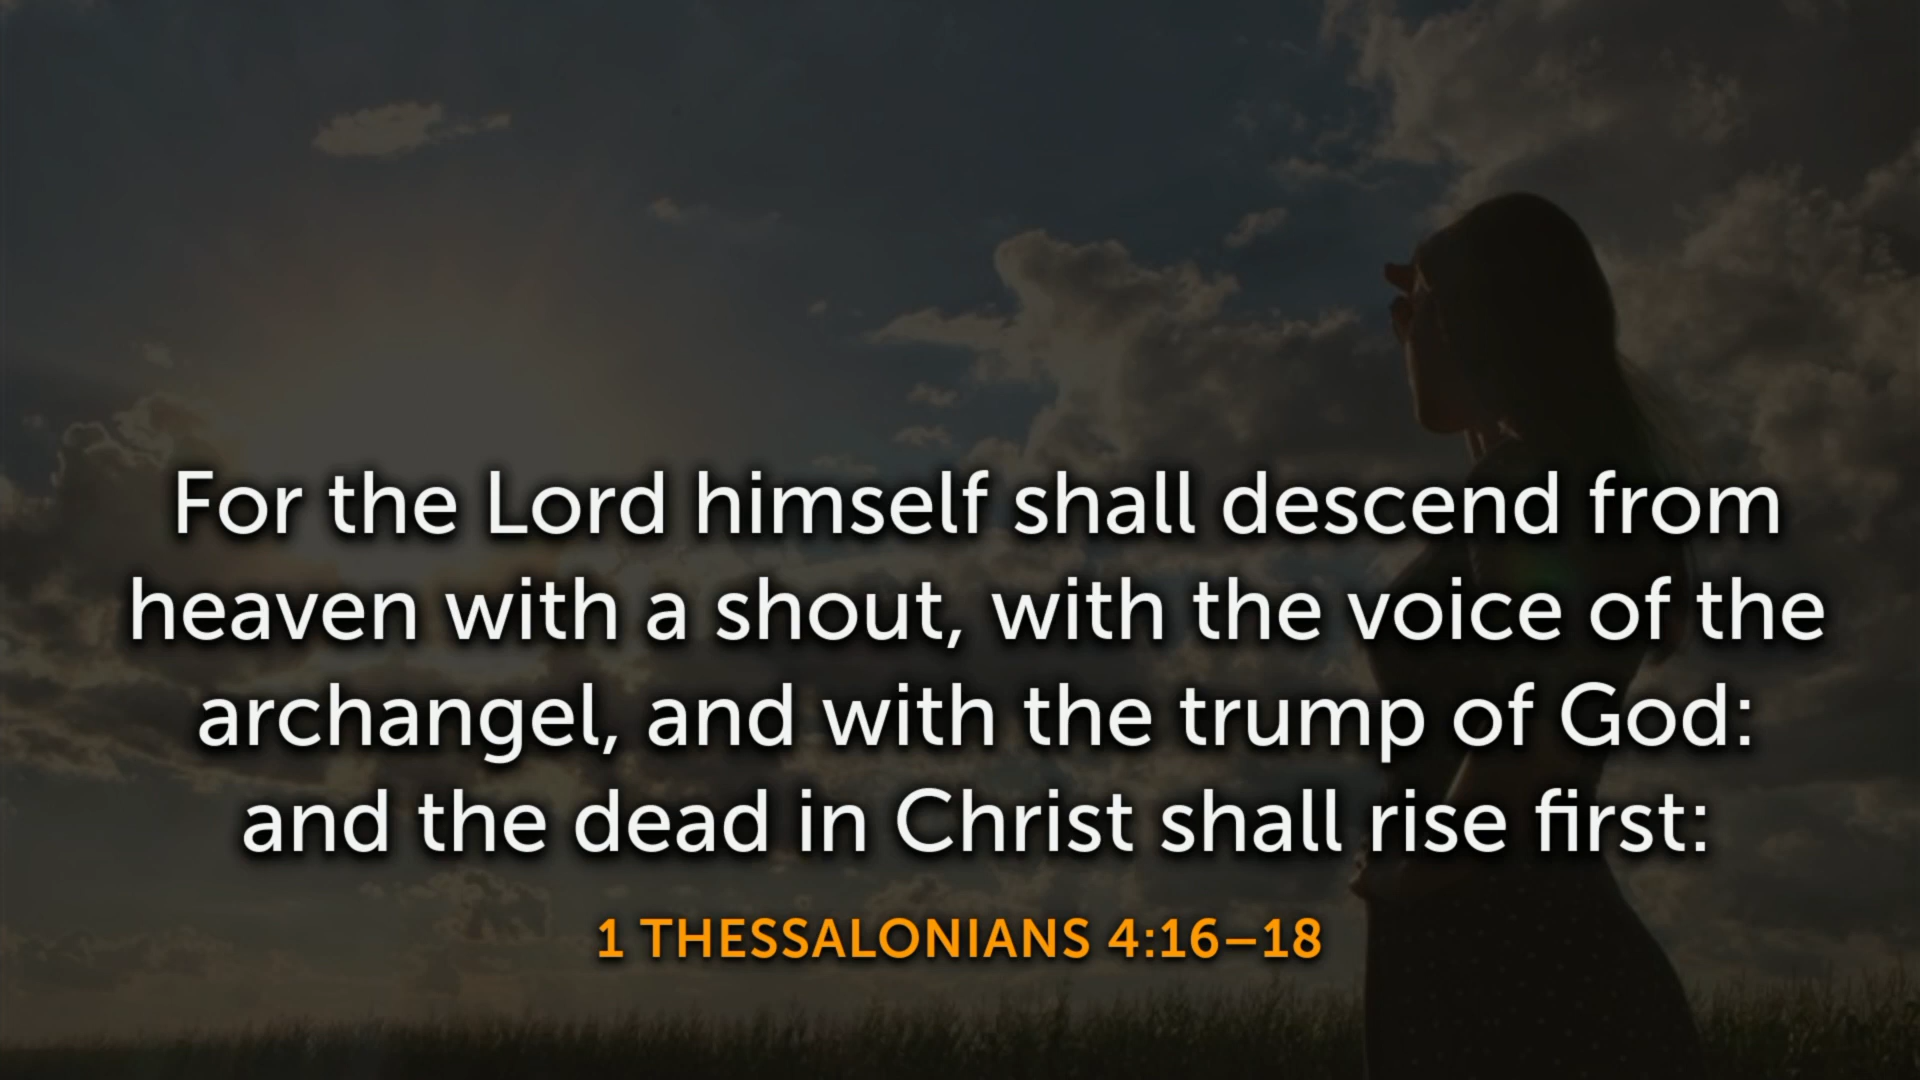 For the Lord himself shall descend from
heaven with a shout, with the voice of the
archangel, and with the trump of God:
and the dead in Christ shall rise first:
1 THESSALONIANS 4:16–18